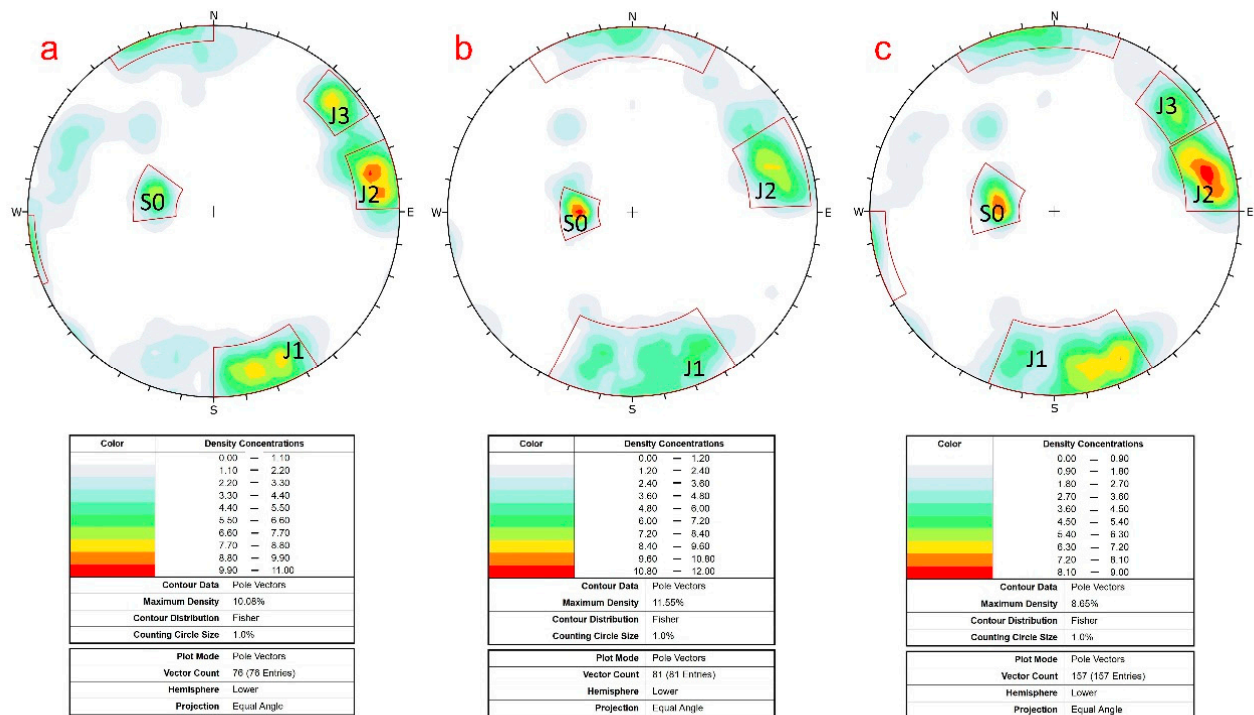 a
N
W
E
S
J3
J2
S0
J1
b
N
W
E
S
J2
S0
J1
c
N
W
E
S
J3
J2
S0
J1
Color Density Concentrations
0.00 – 1.10
1.10 – 2.20
2.20 – 3.30
3.30 – 4.40
4.40 – 5.50
5.50 – 6.60
6.60 – 7.70
7.70 – 8.80
8.80 – 9.90
9.90 – 11.00
Contour Data Pole Vectors
Maximum Density 10.08%
Contour Distribution Fisher
Counting Circle Size 1.0%
Plot Mode Pole Vectors
Vector Count 76 (76 Entries)
Hemisphere Lower
Projection Equal Angle
Color Density Concentrations
0.00 – 1.20
1.20 – 2.40
2.40 – 3.60
3.60 – 4.80
4.80 – 6.00
6.00 – 7.20
7.20 – 8.40
8.40 – 9.60
9.60 – 10.80
10.80 – 12.00
Contour Data Pole Vectors
Maximum Density 11.55%
Contour Distribution Fisher
Counting Circle Size 1.0%
Plot Mode Pole Vectors
Vector Count 81 (81 Entries)
Hemisphere Lower
Projection Equal Angle
Color Density Concentrations
0.00 – 0.90
0.90 – 1.80
1.80 – 2.70
2.70 – 3.60
3.60 – 4.50
4.50 – 5.40
5.40 – 6.30
6.30 – 7.20
7.20 – 8.10
8.10 – 9.00
Contour Data Pole Vectors
Maximum Density 8.65%
Contour Distribution Fisher
Counting Circle Size 1.0%
Plot Mode Pole Vectors
Vector Count 157 (157 Entries)
Hemisphere Lower
Projection Equal Angle